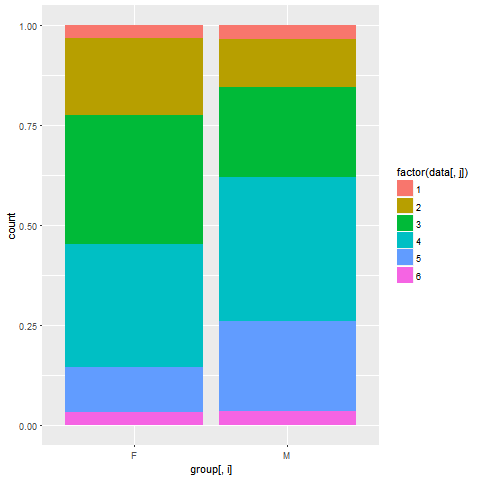 1.00
0.75
0.50
0.25
0.00
count
F M
group[, i]
factor(data[, j])
1
2
3
4
5
6